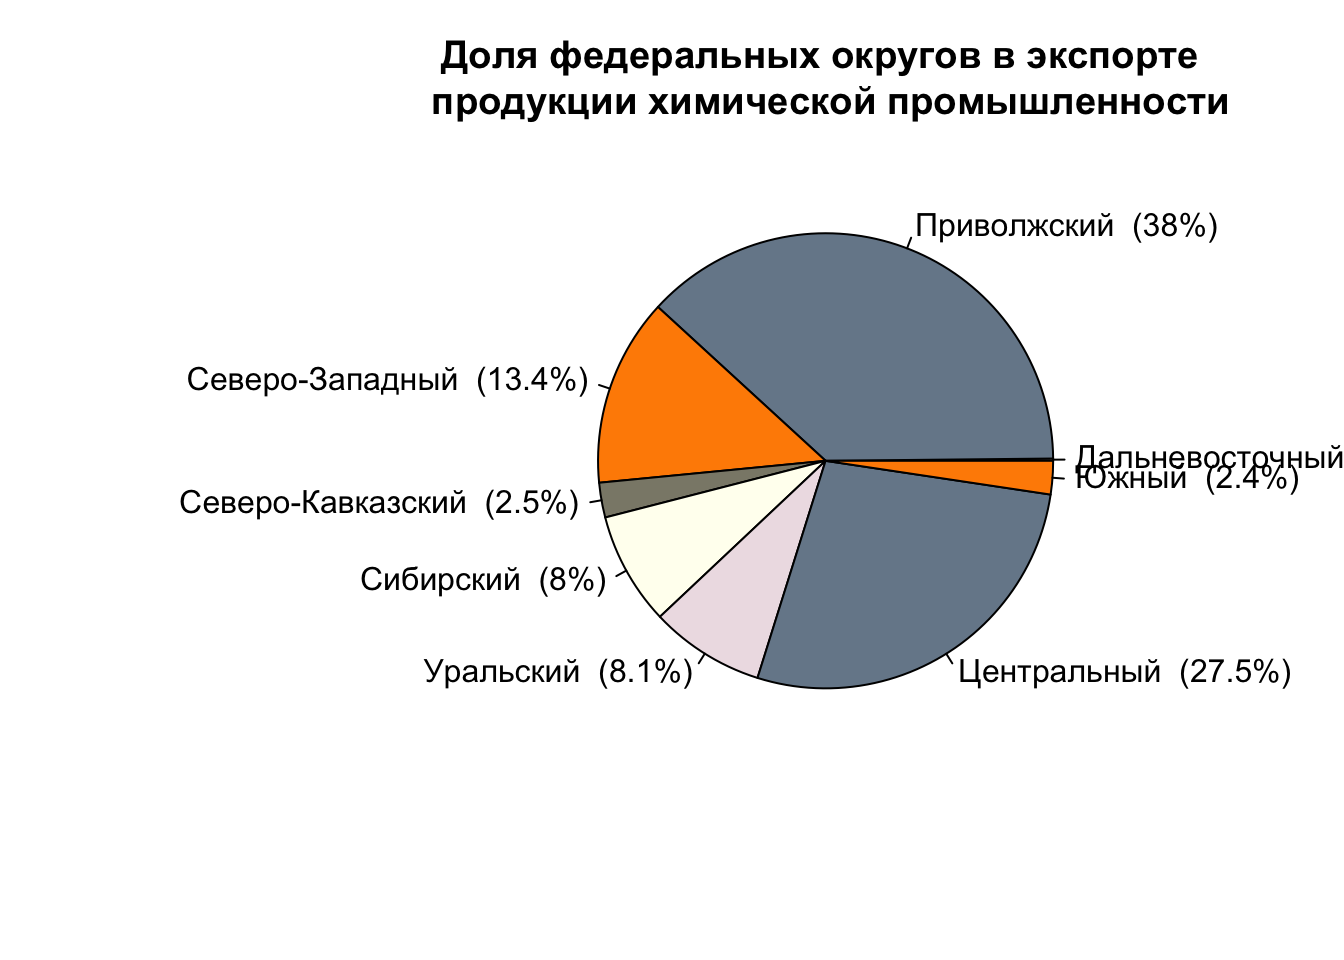 Доля федеральных округов в экспорте
продукции химической промышленности
Приволжский (38%)
Северо-Западный (13.4%)
Дальневосточный
Южный (2.4%)
Северо-Кавказский (2.5%)
Сибирский (8%)
Уральский (8.1%)
Центральный (27.5%)